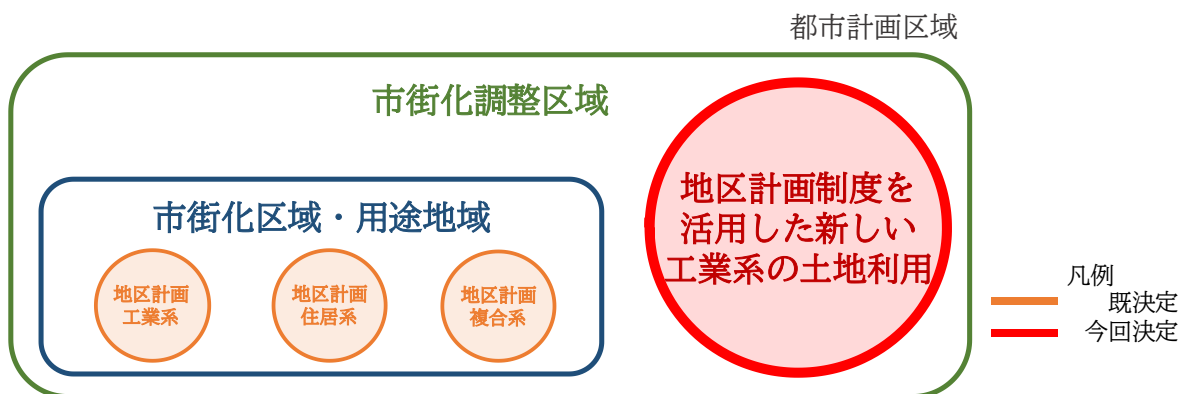 都市計画区域
市街化調整区域
市街化区域・用途地域
地区計画
工業系
地区計画
住居系
地区計画
複合系
地区計画制度を
活用した新しい
工業系の土地利用
凡例
既決定
今回決定